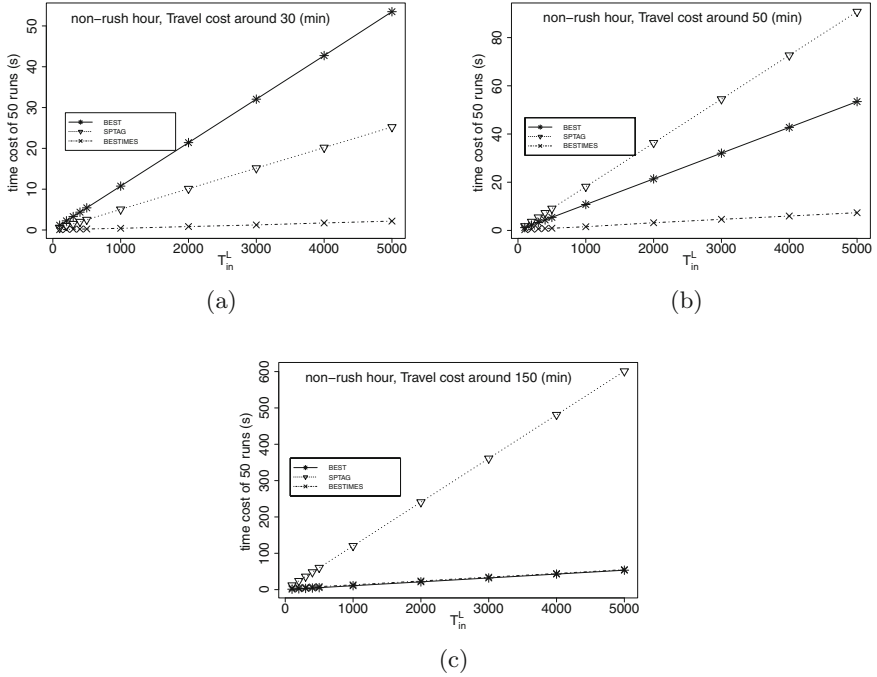 non-rush hour, Travel cost around 30 (min)
time cost of 50 runs (s)
0 10 20 30 40 50
BEST
SPTAG
BESTIMES
0 1000 2000 3000 4000 5000
T_in^L
(a)
non-rush hour, Travel cost around 50 (min)
time cost of 50 runs (s)
0 20 40 60 80
BEST
SPTAG
BESTIMES
0 1000 2000 3000 4000 5000
T_in^L
(b)
non-rush hour, Travel cost around 150 (min)
time cost of 50 runs (s)
0 100 200 300 400 500 600
BEST
SPTAG
BESTIMES
0 1000 2000 3000 4000 5000
T_in^L
(c)